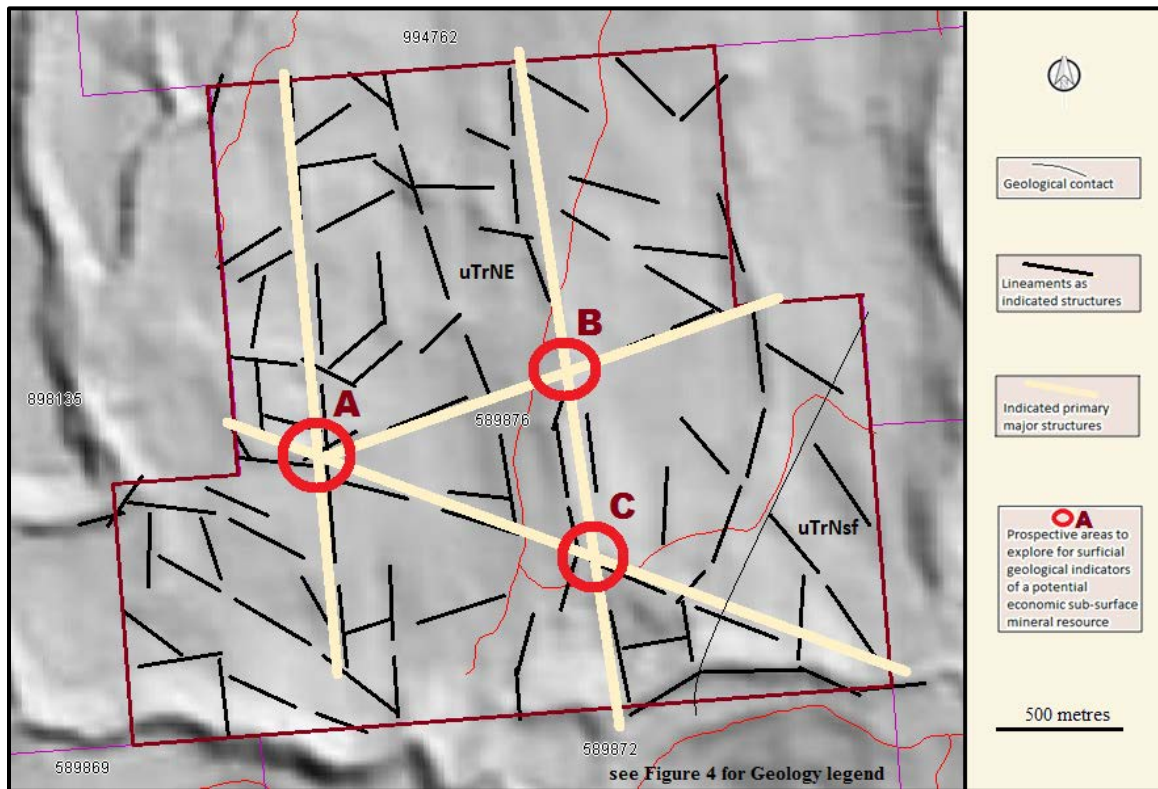 994762
uTrNE
B
898135
A
589876
C
uTrNsf
589872
589869
see Figure 4 for Geology legend
Geological contact
Lineaments as
indicated structures
Indicated primary
major structures
A
Prospective areas to
explore for surficial
geological indicators
of a potential
economic sub-surface
mineral resource
500 metres